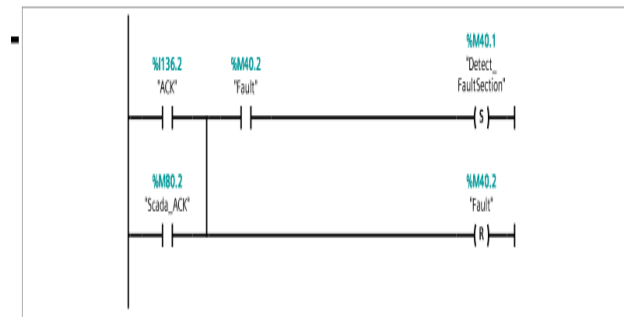 %M40.1
"Detect_
FaultSection"
%I136.2
"ACK"
%M40.2
"Fault"
S
%M80.2
"Scada_ACK"
%M40.2
"Fault"
R